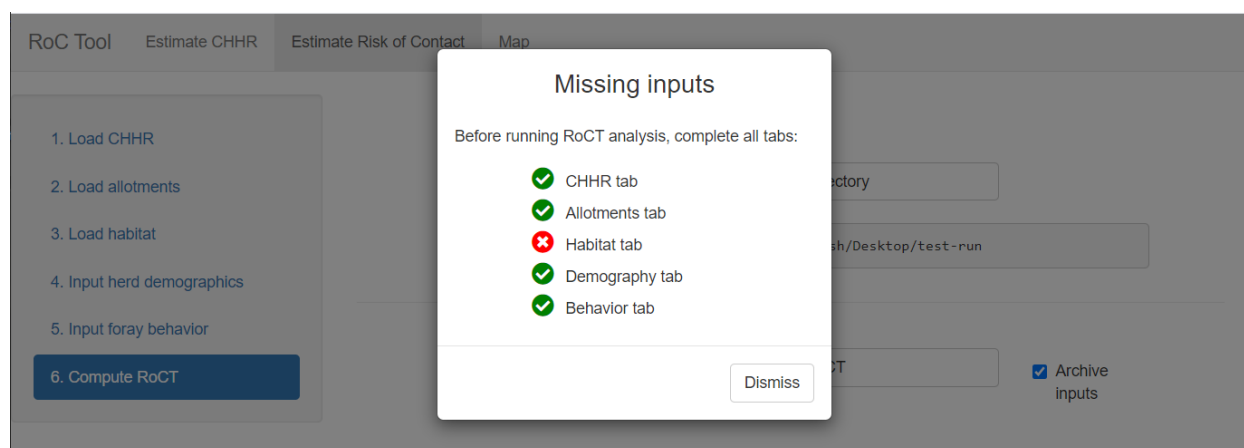 RoC Tool Estimate CHHR Estimate Risk of Contact Map
Missing inputs
Before running RoCT analysis, complete all tabs:
CHHR tab
Allotments tab
Habitat tab
Demography tab
Behavior tab
Dismiss
1. Load CHHR
2. Load allotments
3. Load habitat
4. Input herd demographics
5. Input foray behavior
6. Compute RoCT
ectory
sh/Desktop/test-run
CT
Archive
inputs